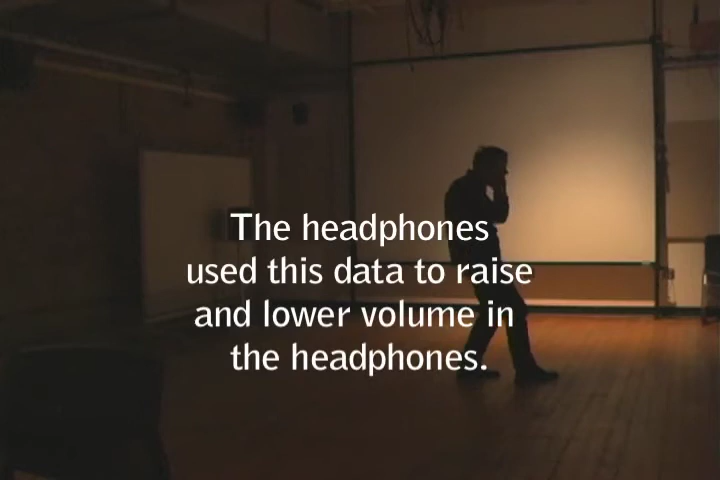 The headphones
used this data to raise
and lower volume in
the headphones.